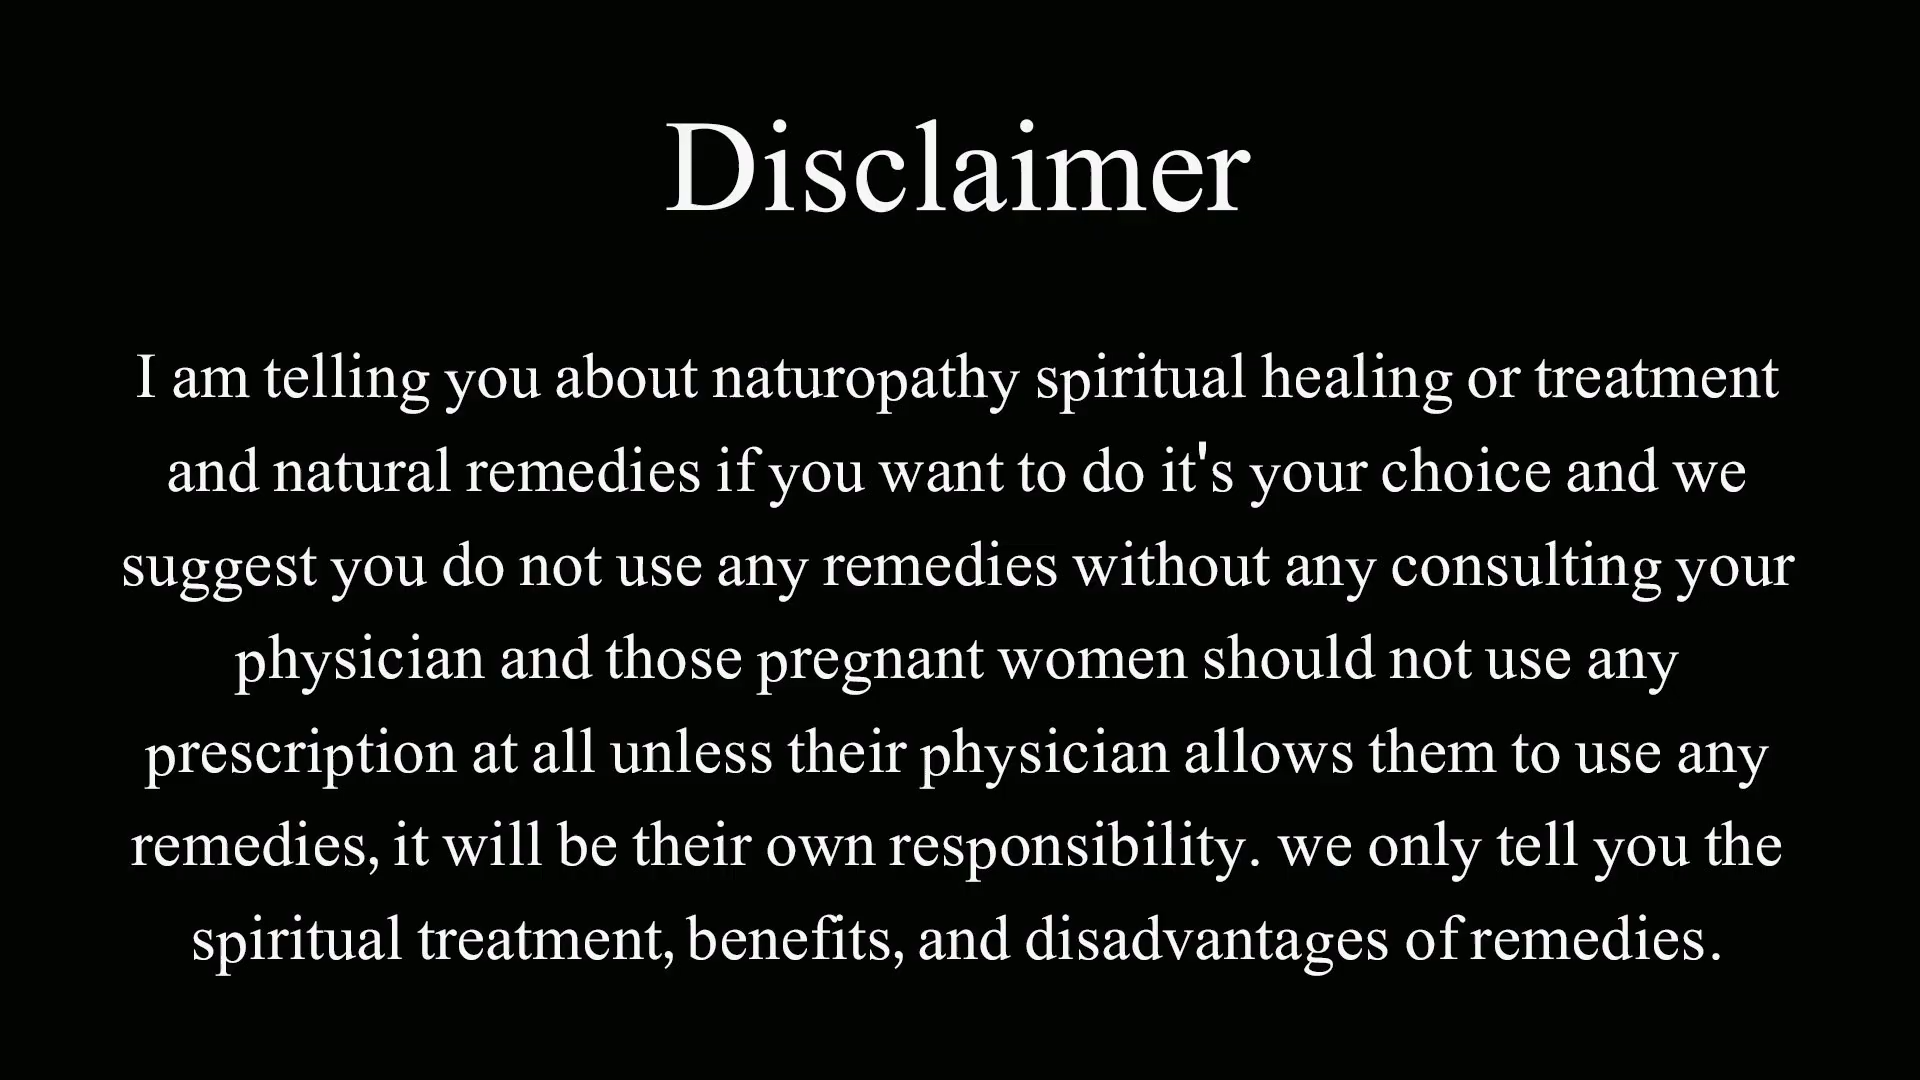 Disclaimer
I am telling you about naturopathy spiritual healing or treatment
and natural remedies if you want to do it's your choice and we
suggest you do not use any remedies without any consulting your
physician and those pregnant women should not use any
prescription at all unless their physician allows them to use any
remedies, it will be their own responsibility. we only tell you the
spiritual treatment, benefits, and disadvantages of remedies.